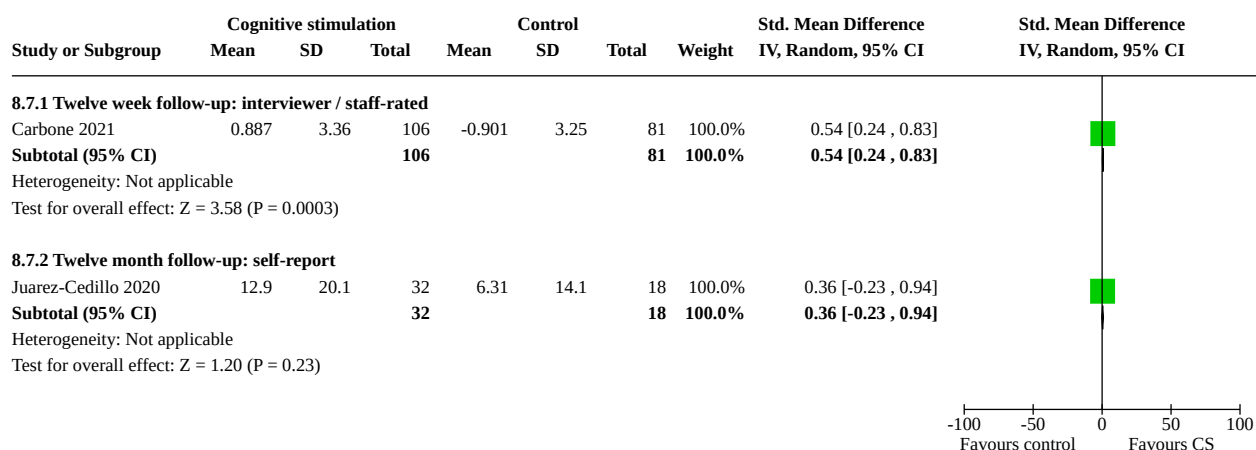 Cognitive stimulation Control Std. Mean Difference Std. Mean Difference
Study or Subgroup Mean SD Total Mean SD Total Weight IV, Random, 95% CI IV, Random, 95% CI
8.7.1 Twelve week follow-up: interviewer / staff-rated
Carbone 2021 0.887 3.36 106 -0.901 3.25 81 100.0% 0.54 [0.24 , 0.83]
Subtotal (95% CI) 106 81 100.0% 0.54 [0.24 , 0.83]
Heterogeneity: Not applicable
Test for overall effect: Z = 3.58 (P = 0.0003)
8.7.2 Twelve month follow-up: self-report
Juarez-Cedillo 2020 12.9 20.1 32 6.31 14.1 18 100.0% 0.36 [-0.23 , 0.94]
Subtotal (95% CI) 32 18 100.0% 0.36 [-0.23 , 0.94]
Heterogeneity: Not applicable
Test for overall effect: Z = 1.20 (P = 0.23)
-100 -50 0 50 100
Favours control Favours CS